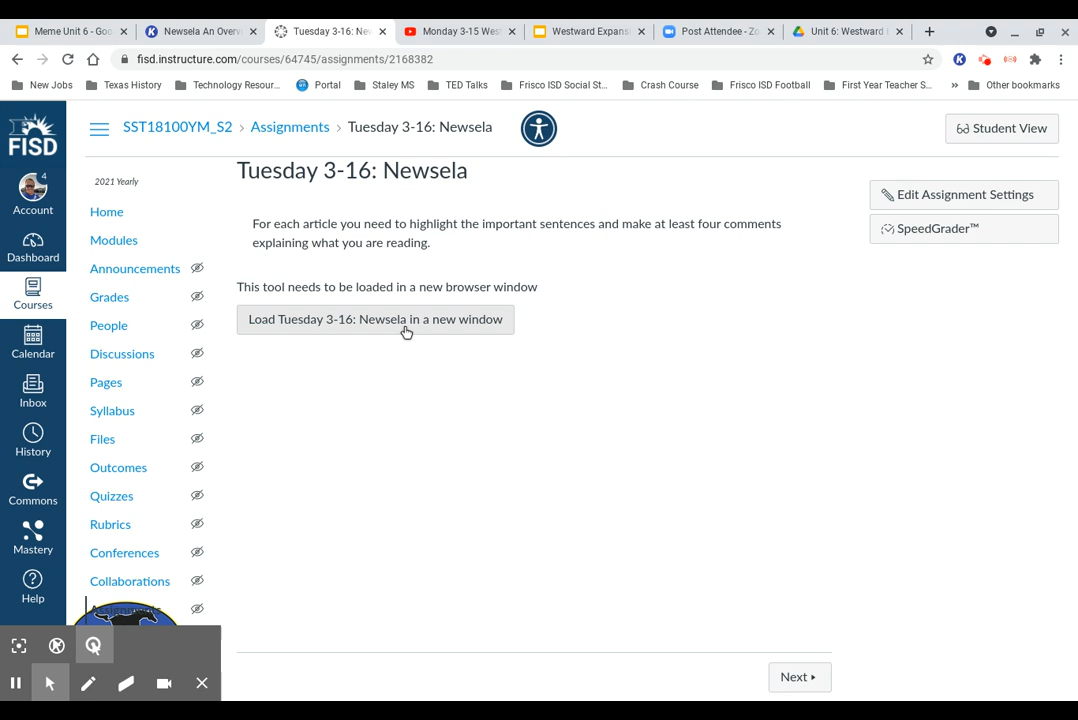 Meme Unit 6 - Goo
Newsela An Overvi
Tuesday 3-16: New
Monday 3-15 West
Westward Expans
Post Attendee - Zo
Unit 6: Westward E
fisd.instructure.com/courses/64745/assignments/2168382
New Jobs
Texas History
Technology Resour...
Portal
Staley MS
TED Talks
Frisco ISD Social St...
Crash Course
Frisco ISD Football
First Year Teacher S...
»
Other bookmarks
FISD
SST18100YM_S2 › Assignments › Tuesday 3-16: Newsela
Student View
4
Account
Dashboard
Courses
Calendar
Inbox
History
Commons
Mastery
Help
2021 Yearly
Home
Modules
Announcements
Grades
People
Discussions
Pages
Syllabus
Files
Outcomes
Quizzes
Rubrics
Conferences
Collaborations
Tuesday 3-16: Newsela
For each article you need to highlight the important sentences and make at least four comments
explaining what you are reading.
This tool needs to be loaded in a new browser window
Load Tuesday 3-16: Newsela in a new window
Edit Assignment Settings
SpeedGrader™
Next